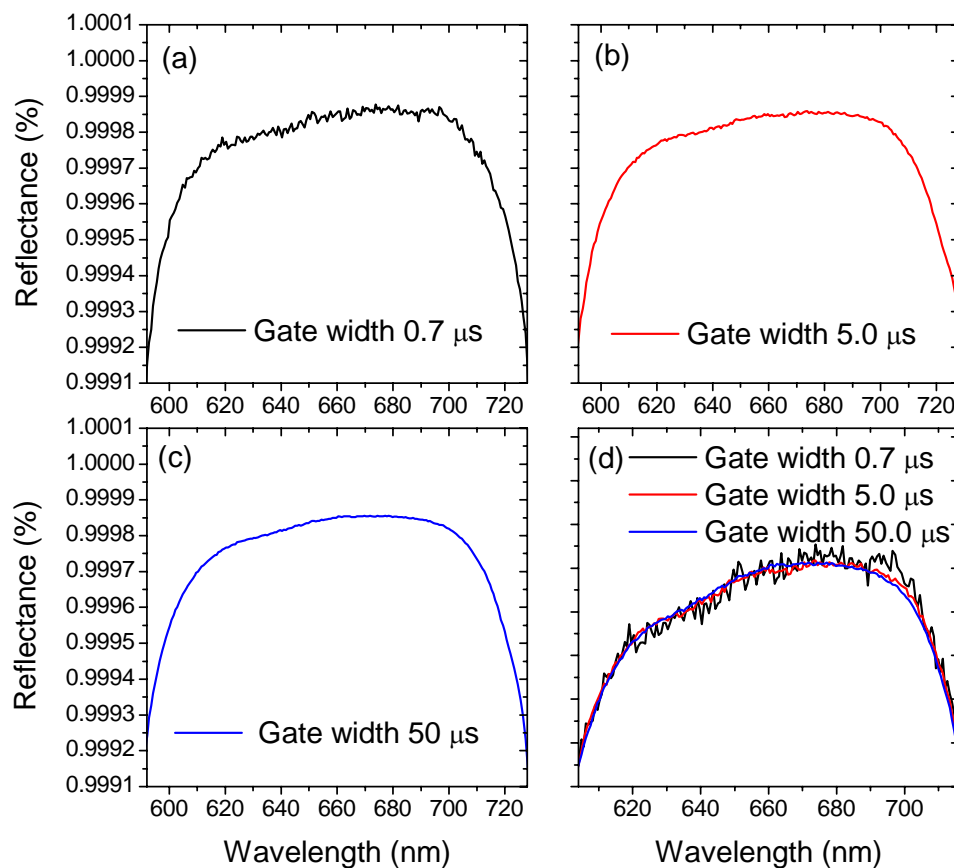 1.0001
1.0000
0.9999
0.9998
0.9997
0.9996
0.9995
0.9994
0.9993
0.9992
0.9991
Reflectance (%)
(a)
Gate width 0.7 μs
600 620 640 660 680 700 720
(b)
Gate width 5.0 μs
600 620 640 660 680 700 720
1.0001
1.0000
0.9999
0.9998
0.9997
0.9996
0.9995
0.9994
0.9993
0.9992
0.9991
Reflectance (%)
(c)
Gate width 50 μs
600 620 640 660 680 700 720
Wavelength (nm)
(d)
Gate width 0.7 μs
Gate width 5.0 μs
Gate width 50.0 μs
620 640 660 680 700
Wavelength (nm)